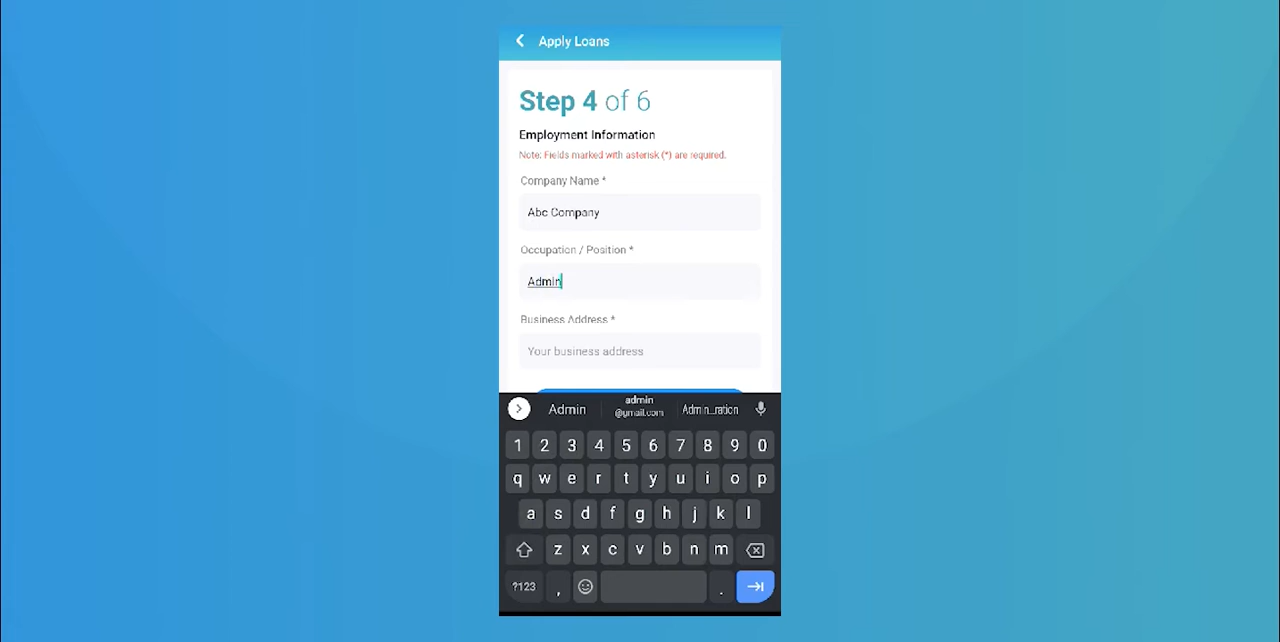 Apply Loans
Step 4 of 6
Employment Information
Note: Fields marked with asterisk (*) are required.
Company Name *
Abc Company
Occupation / Position *
Admin
Business Address *
Your business address
Admin
admin
@gmail.com
Admin...ration
1 2 3 4 5 6 7 8 9 0
q w e r t y u i o p
a s d f g h j k l
z x c v b n m
?123 , .